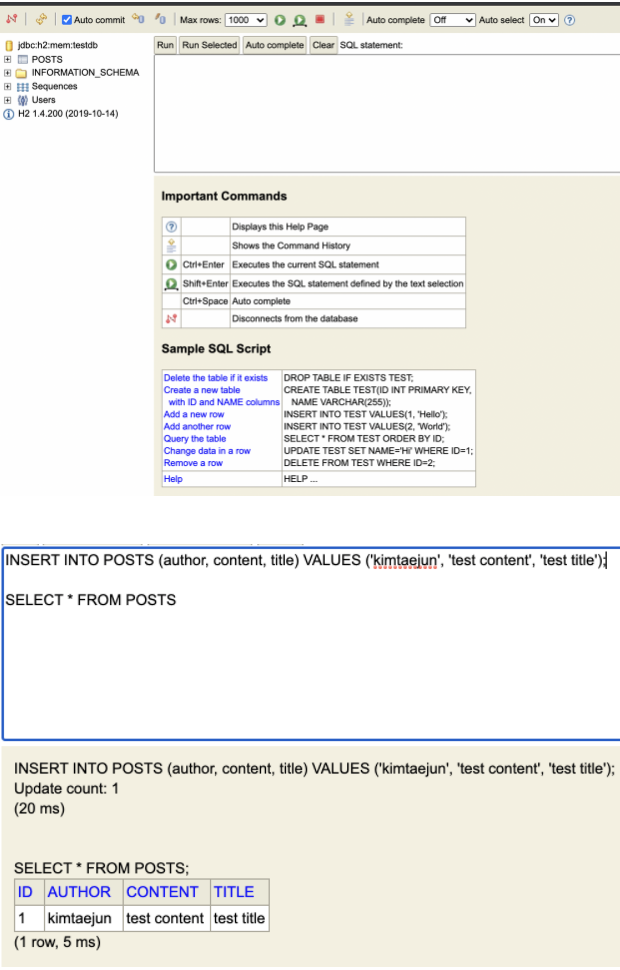 Auto commit Max rows: 1000 Auto complete Off Auto select On
jdbc:h2:mem:testdb
POSTS
INFORMATION_SCHEMA
Sequences
Users
H2 1.4.200 (2019-10-14)
Run Run Selected Auto complete Clear SQL statement:
Important Commands
Displays this Help Page
Shows the Command History
Ctrl+Enter Executes the current SQL statement
Shift+Enter Executes the SQL statement defined by the text selection
Ctrl+Space Auto complete
Disconnects from the database
Sample SQL Script
Delete the table if it exists DROP TABLE IF EXISTS TEST;
Create a new table CREATE TABLE TEST(ID INT PRIMARY KEY,
with ID and NAME columns NAME VARCHAR(255));
Add a new row INSERT INTO TEST VALUES(1, 'Hello');
Add another row INSERT INTO TEST VALUES(2, 'World');
Query the table SELECT * FROM TEST ORDER BY ID;
Change data in a row UPDATE TEST SET NAME='Hi' WHERE ID=1;
Remove a row DELETE FROM TEST WHERE ID=2;
Help HELP ...
INSERT INTO POSTS (author, content, title) VALUES ('kimtaejun', 'test content', 'test title');
SELECT * FROM POSTS
INSERT INTO POSTS (author, content, title) VALUES ('kimtaejun', 'test content', 'test title');
Update count: 1
(20 ms)
SELECT * FROM POSTS;
ID AUTHOR CONTENT TITLE
1 kimtaejun test content test title
(1 row, 5 ms)